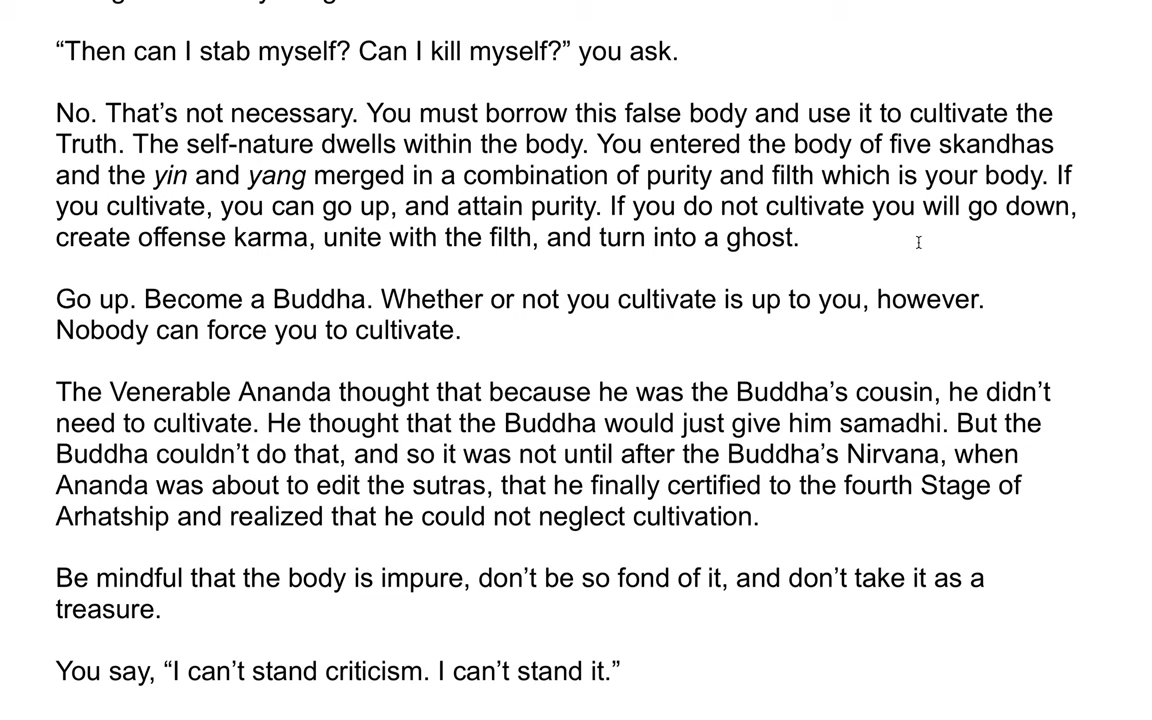 “Then can I stab myself? Can I kill myself?” you ask.
No. That’s not necessary. You must borrow this false body and use it to cultivate the
Truth. The self-nature dwells within the body. You entered the body of five skandhas
and the yin and yang merged in a combination of purity and filth which is your body. If
you cultivate, you can go up, and attain purity. If you do not cultivate you will go down,
create offense karma, unite with the filth, and turn into a ghost.
Go up. Become a Buddha. Whether or not you cultivate is up to you, however.
Nobody can force you to cultivate.
The Venerable Ananda thought that because he was the Buddha’s cousin, he didn’t
need to cultivate. He thought that the Buddha would just give him samadhi. But the
Buddha couldn’t do that, and so it was not until after the Buddha’s Nirvana, when
Ananda was about to edit the sutras, that he finally certified to the fourth Stage of
Arhatship and realized that he could not neglect cultivation.
Be mindful that the body is impure, don’t be so fond of it, and don’t take it as a
treasure.
You say, “I can’t stand criticism. I can’t stand it.”